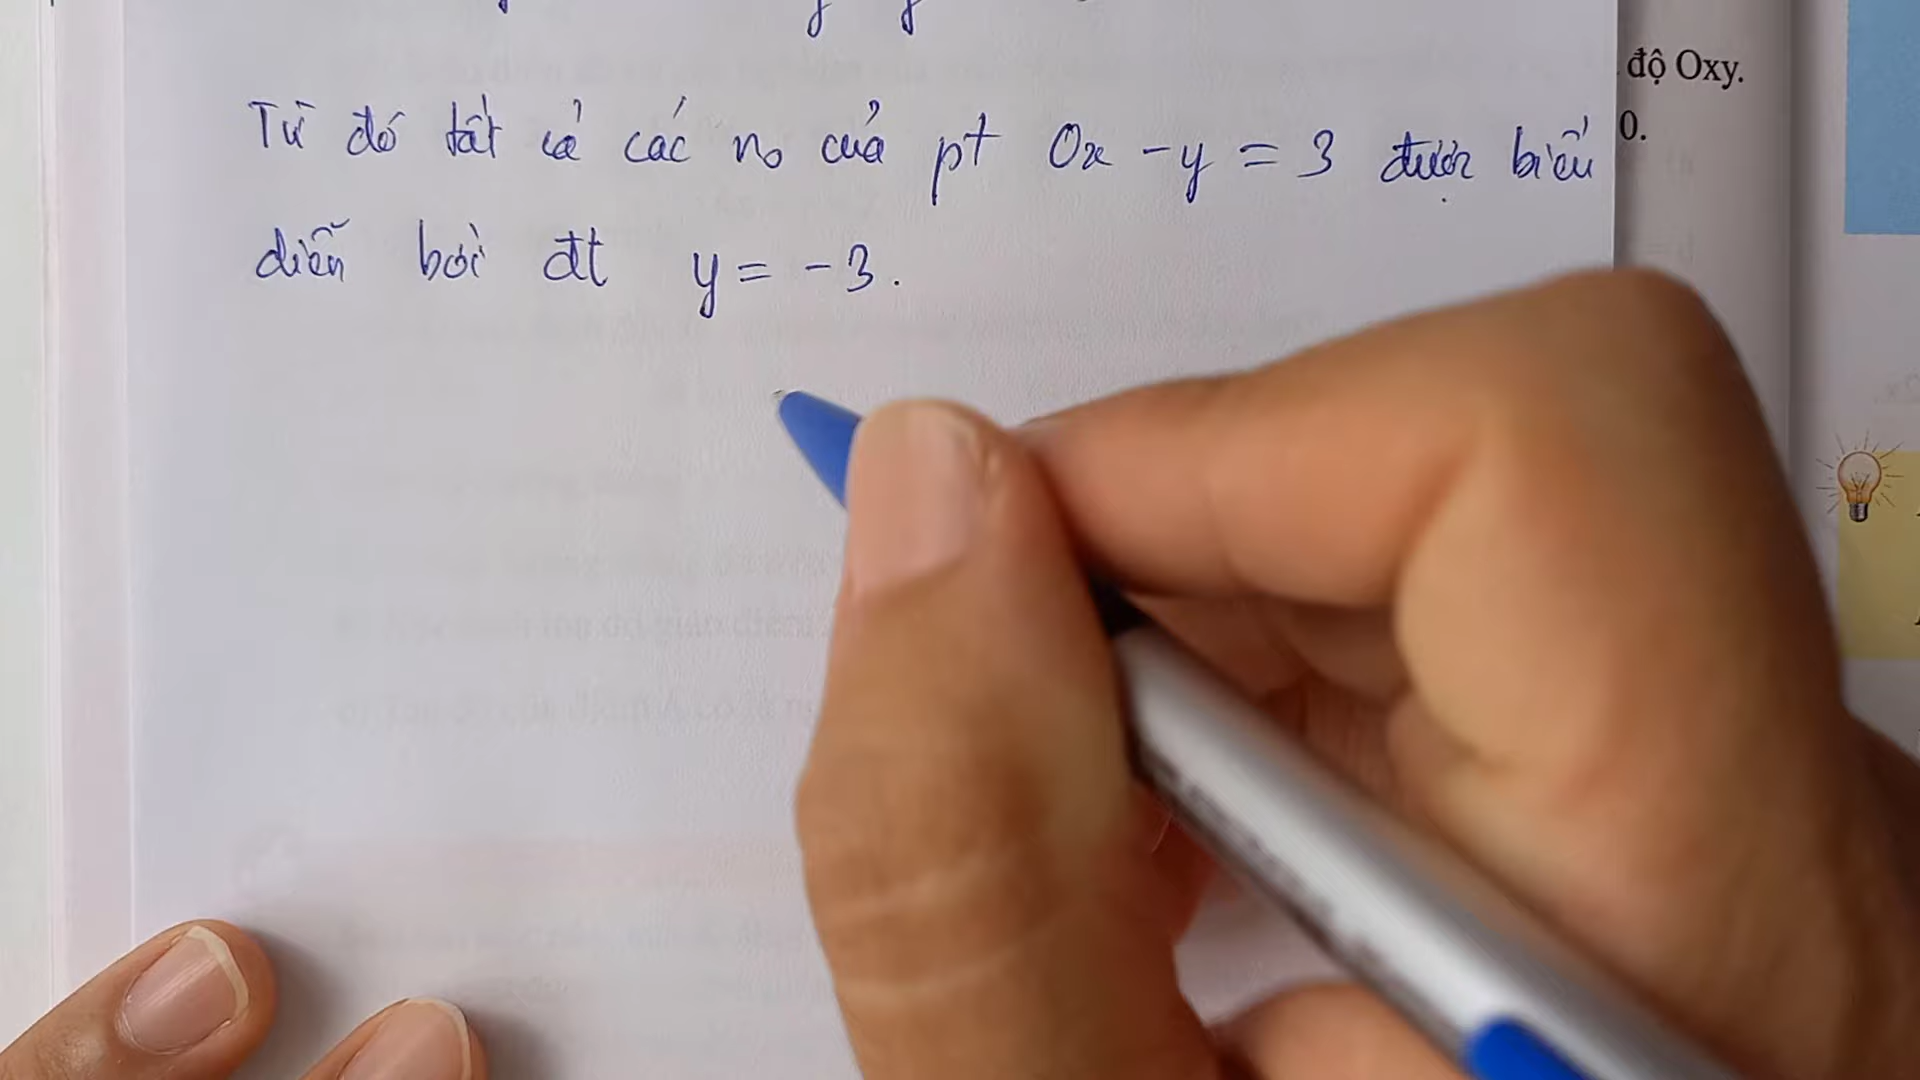 độ Oxy.
0.
Từ đó tất cả các no của pt 0x - y = 3 được biểu
diễn bởi đt y = -3.